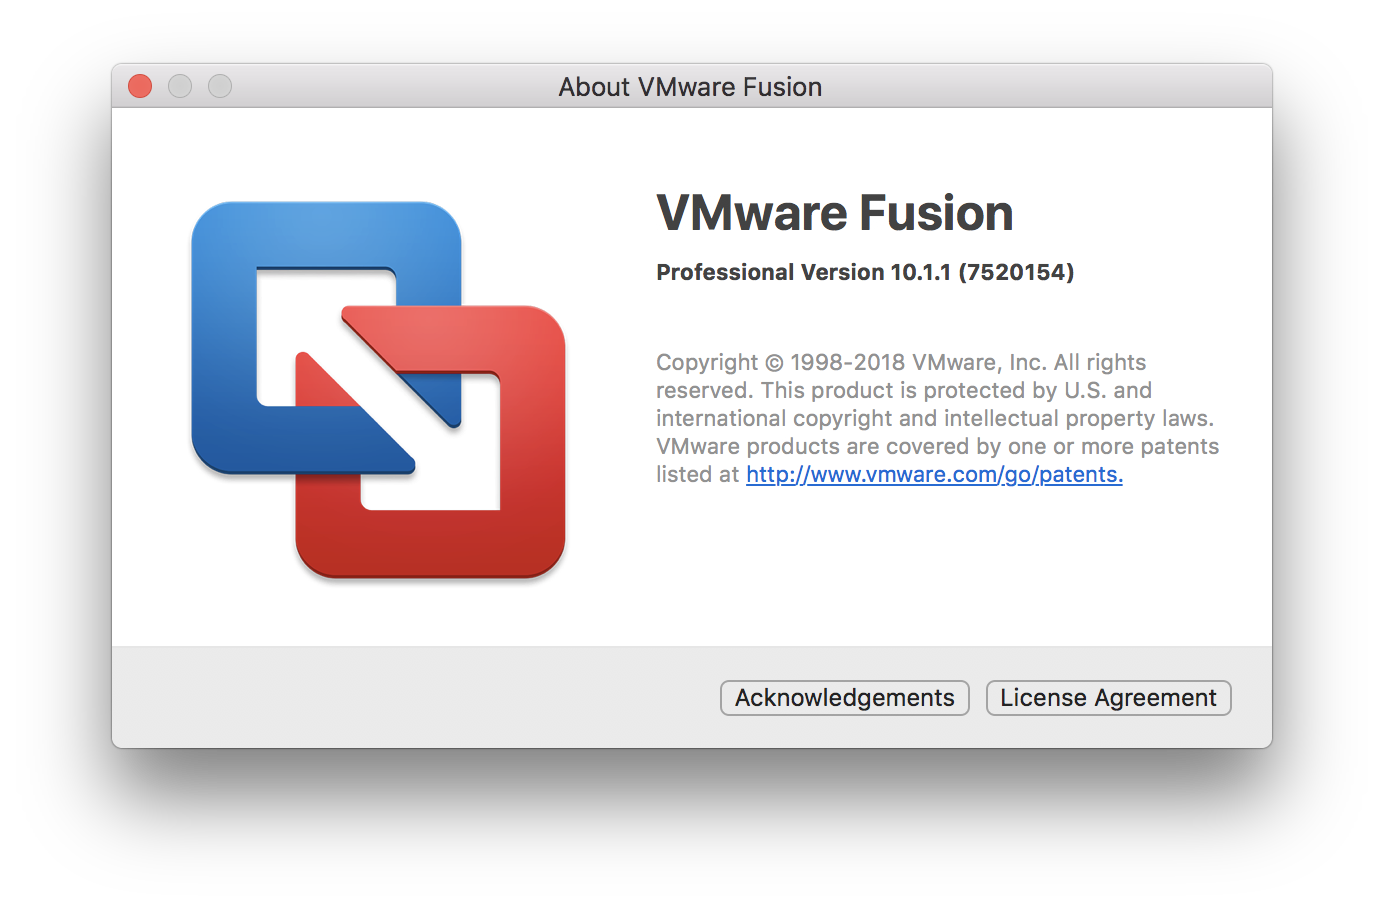 About VMware Fusion
VMware Fusion
Professional Version 10.1.1 (7520154)
Copyright © 1998-2018 VMware, Inc. All rights
reserved. This product is protected by U.S. and
international copyright and intellectual property laws.
VMware products are covered by one or more patents
listed at http://www.vmware.com/go/patents.
Acknowledgements
License Agreement